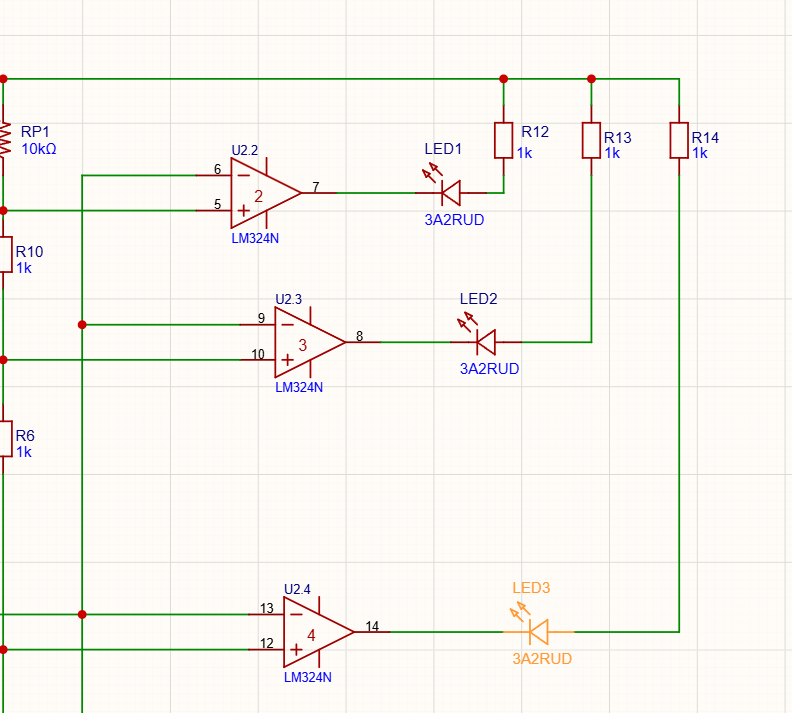 RP1
10kΩ
U2.2
6
5
2
7
LM324N
LED1
3A2RUD
R12
1k
R13
1k
R14
1k
R10
1k
U2.3
9
10
3
8
LM324N
LED2
3A2RUD
R6
1k
U2.4
13
12
4
14
LM324N
LED3
3A2RUD